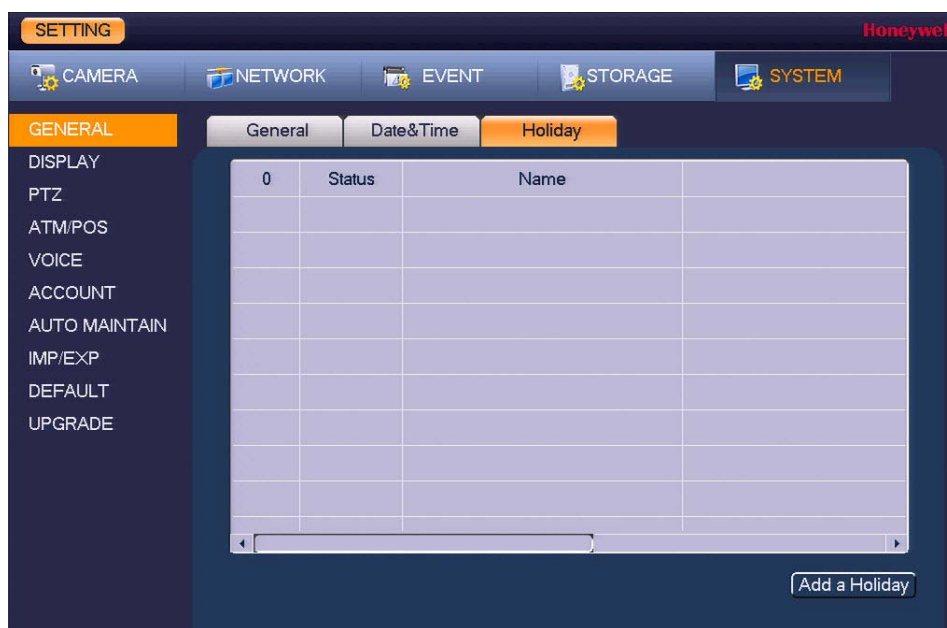 SETTING
Honeywel
CAMERA NETWORK EVENT STORAGE SYSTEM
GENERAL
DISPLAY
PTZ
ATM/POS
VOICE
ACCOUNT
AUTO MAINTAIN
IMP/EXP
DEFAULT
UPGRADE
General Date&Time Holiday
0 Status Name
Add a Holiday